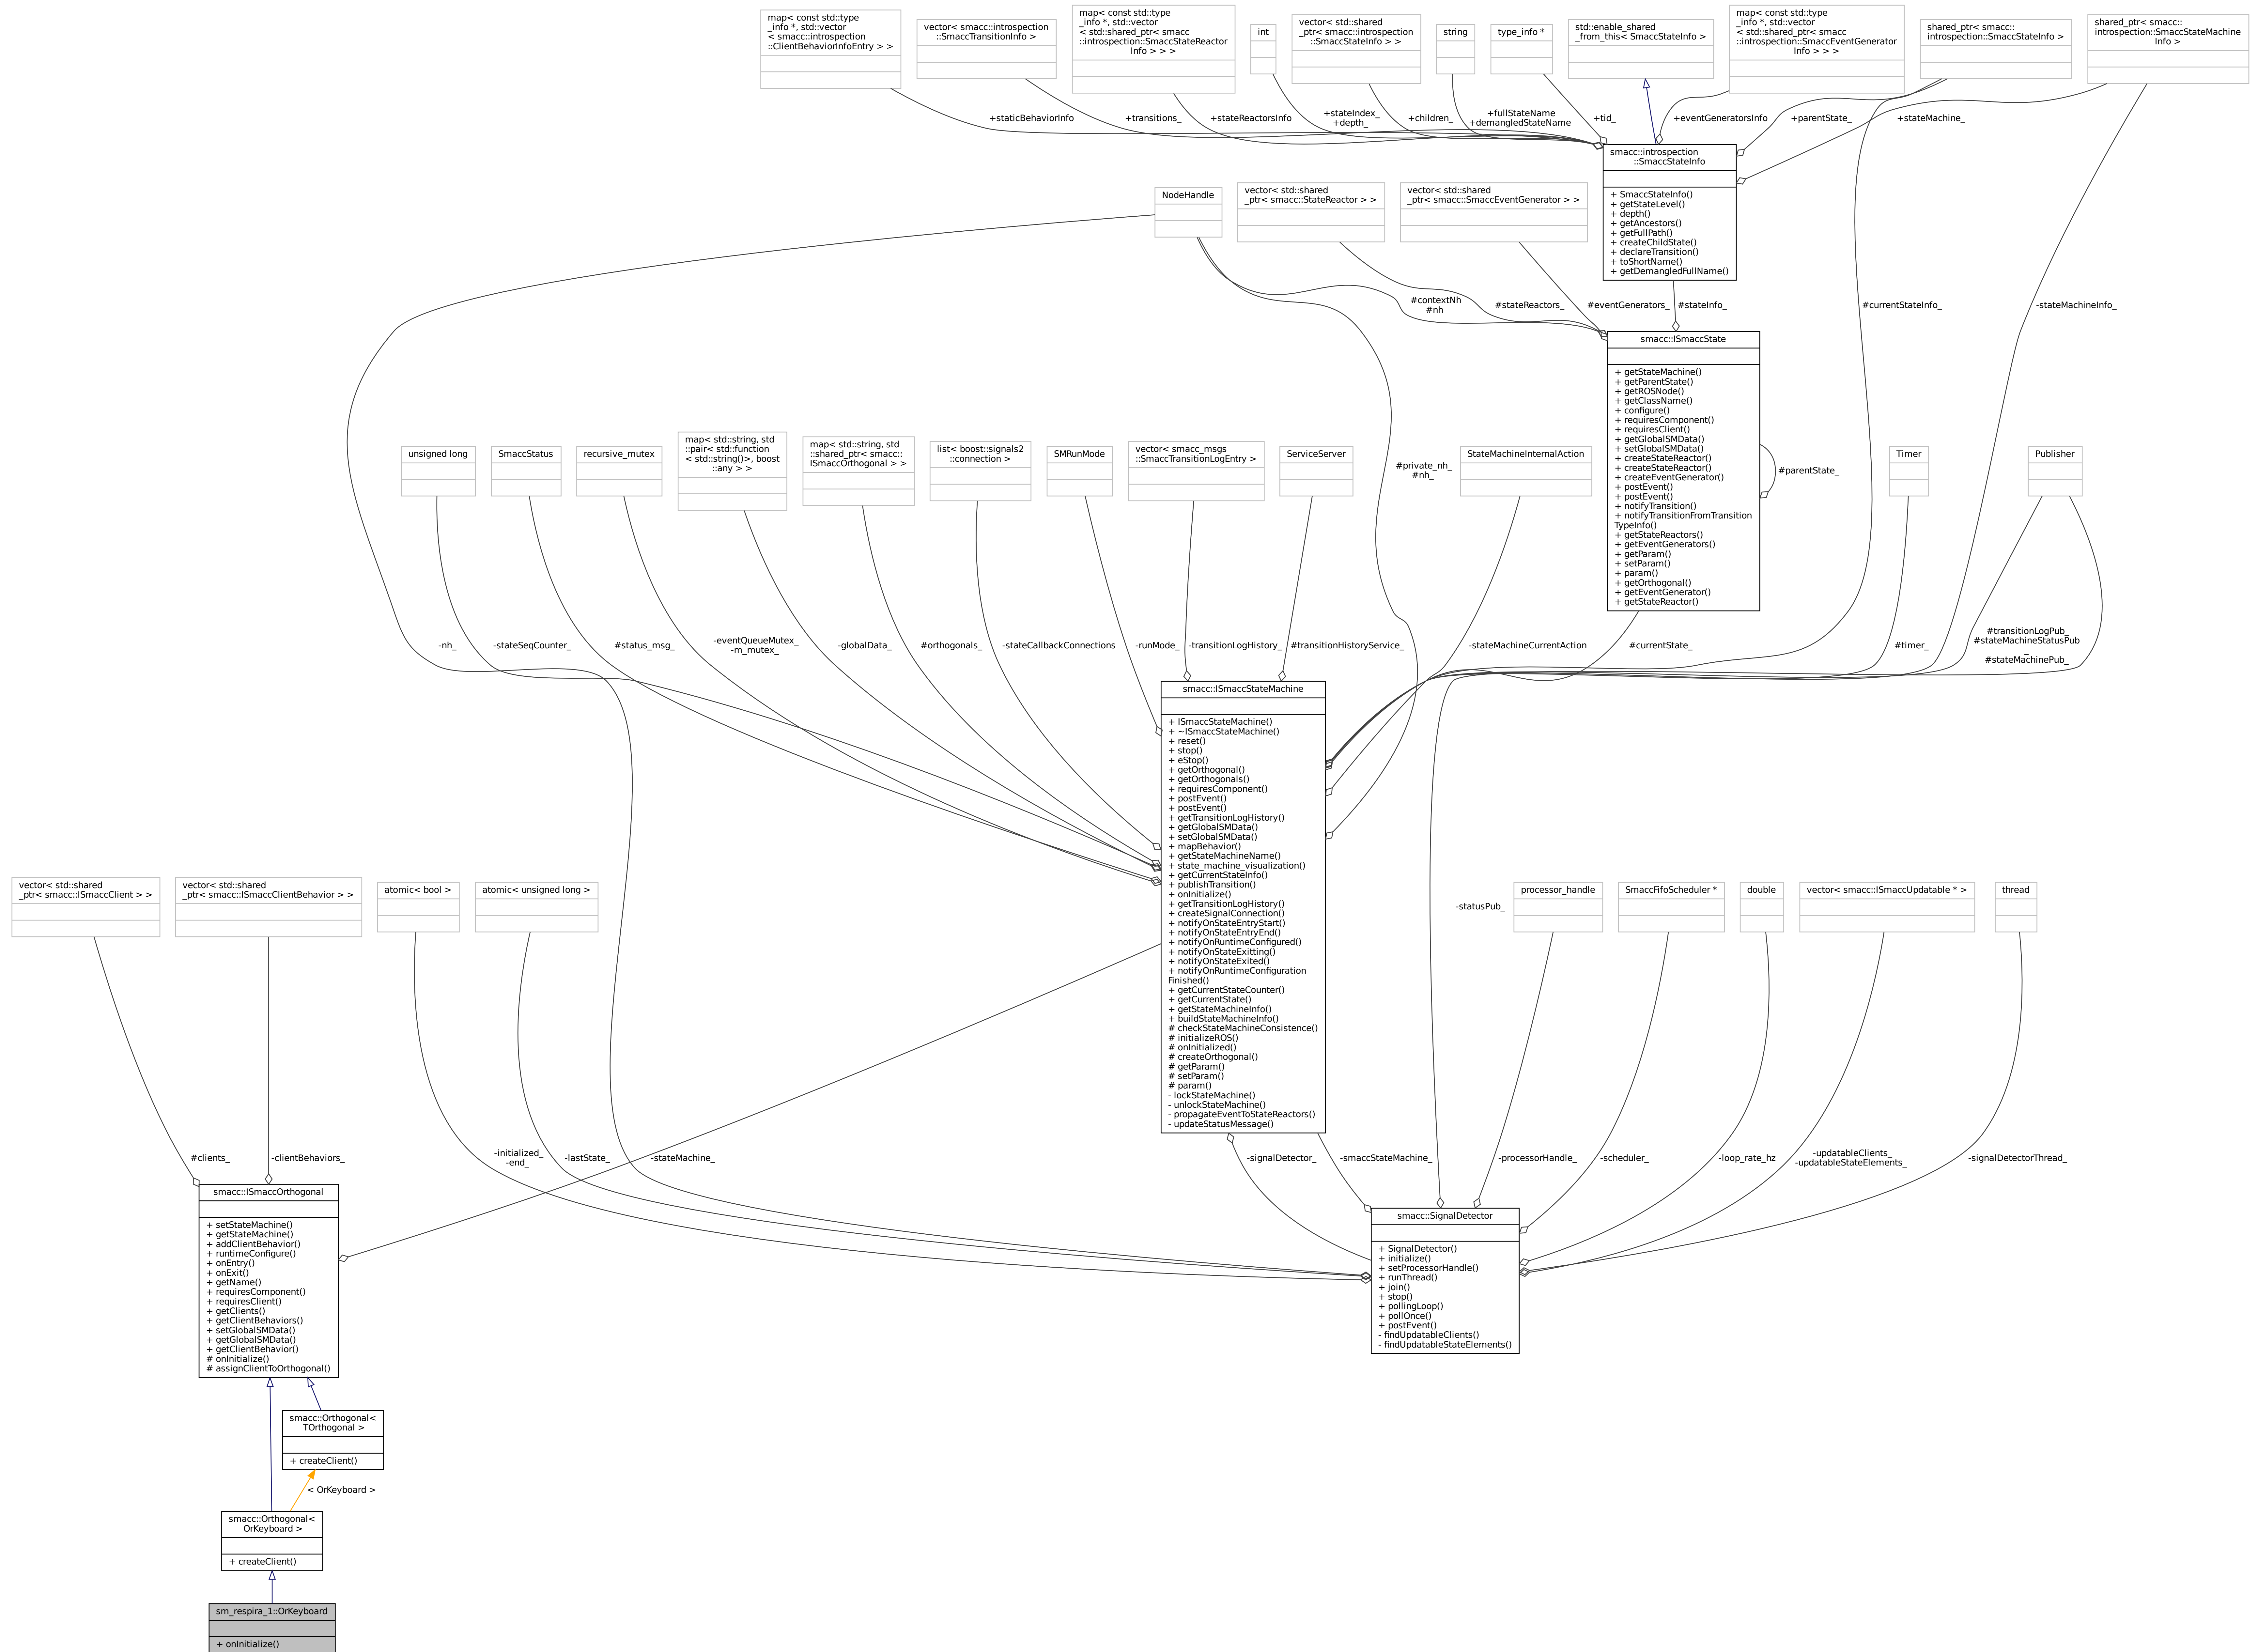 map< const std::type
_info *, std::vector
< smacc::introspection
::ClientBehaviorInfoEntry > >
vector< smacc::introspection
::SmaccTransitionInfo >
map< const std::type
_info *, std::vector
< std::shared_ptr< smacc
::introspection::SmaccStateReactor
Info > > >
int
vector< std::shared
_ptr< smacc::introspection
::SmaccStateInfo > >
string
type_info *
std::enable_shared
_from_this< SmaccStateInfo >
map< const std::type
_info *, std::vector
< std::shared_ptr< smacc
::introspection::SmaccEventGenerator
Info > > >
shared_ptr< smacc::
introspection::SmaccStateInfo >
shared_ptr< smacc::
introspection::SmaccStateMachine
Info >
+staticBehaviorInfo
+transitions_
+stateReactorsInfo
+stateIndex_
+depth_
+children_
+fullStateName
+demangledStateName
+tid_
+eventGeneratorsInfo
+parentState_
+stateMachine_
smacc::introspection
::SmaccStateInfo
+ SmaccStateInfo()
+ getStateLevel()
+ depth()
+ getAncestors()
+ getFullPath()
+ createChildState()
+ declareTransition()
+ toShortName()
+ getDemangledFullName()
NodeHandle
vector< std::shared
_ptr< smacc::StateReactor > >
vector< std::shared
_ptr< smacc::SmaccEventGenerator > >
#contextNh
#nh
#stateReactors_
#eventGenerators_
#stateInfo_
#currentStateInfo_
-stateMachineInfo_
smacc::ISmaccState
+ getStateMachine()
+ getParentState()
+ getROSNode()
+ getClassName()
+ configure()
+ requiresComponent()
+ requiresClient()
+ getGlobalSMData()
+ setGlobalSMData()
+ createStateReactor()
+ createStateReactor()
+ createEventGenerator()
+ postEvent()
+ postEvent()
+ notifyTransition()
+ notifyTransitionFromTransition
TypeInfo()
+ getStateReactors()
+ getEventGenerators()
+ getParam()
+ setParam()
+ param()
+ getOrthogonal()
+ getEventGenerator()
+ getStateReactor()
#parentState_
unsigned long
SmaccStatus
recursive_mutex
map< std::string, std
::pair< std::function
< std::string()>, boost
::any > >
map< std::string, std
::shared_ptr< smacc::
ISmaccOrthogonal > >
list< boost::signals2
::connection >
SMRunMode
vector< smacc_msgs
::SmaccTransitionLogEntry >
ServiceServer
#private_nh_
#nh_
StateMachineInternalAction
Timer
Publisher
-nh_
-stateSeqCounter_
#status_msg_
-eventQueueMutex_
-m_mutex_
-globalData_
#orthogonals_
-stateCallbackConnections
-runMode_
-transitionLogHistory_
#transitionHistoryService_
-stateMachineCurrentAction
#currentState_
#timer_
#transitionLogPub_
#stateMachineStatusPub
_
#stateMachinePub_
smacc::ISmaccStateMachine
+ ISmaccStateMachine()
+ ~ISmaccStateMachine()
+ reset()
+ stop()
+ eStop()
+ getOrthogonal()
+ getOrthogonals()
+ requiresComponent()
+ postEvent()
+ postEvent()
+ getTransitionLogHistory()
+ getGlobalSMData()
+ setGlobalSMData()
+ mapBehavior()
+ getStateMachineName()
+ state_machine_visualization()
+ getCurrentStateInfo()
+ publishTransition()
+ onInitialize()
+ getTransitionLogHistory()
+ createSignalConnection()
+ notifyOnStateEntryStart()
+ notifyOnStateEntryEnd()
+ notifyOnRuntimeConfigured()
+ notifyOnStateExitting()
+ notifyOnStateExited()
+ notifyOnRuntimeConfiguration
Finished()
+ getCurrentStateCounter()
+ getCurrentState()
+ getStateMachineInfo()
+ buildStateMachineInfo()
# checkStateMachineConsistence()
# initializeROS()
# onInitialized()
# createOrthogonal()
# getParam()
# setParam()
# param()
- lockStateMachine()
- unlockStateMachine()
- propagateEventToStateReactors()
- updateStatusMessage()
vector< std::shared
_ptr< smacc::ISmaccClient > >
vector< std::shared
_ptr< smacc::ISmaccClientBehavior > >
atomic< bool >
atomic< unsigned long >
-statusPub_
processor_handle
SmaccFifoScheduler *
double
vector< smacc::ISmaccUpdatable * >
thread
#clients_
-clientBehaviors_
-initialized_
-end_
-lastState_
-stateMachine_
-signalDetector_
-smaccStateMachine_
-processorHandle_
-scheduler_
-loop_rate_hz
-updatableClients_
-updatableStateElements_
-signalDetectorThread_
smacc::ISmaccOrthogonal
+ setStateMachine()
+ getStateMachine()
+ addClientBehavior()
+ runtimeConfigure()
+ onEntry()
+ onExit()
+ getName()
+ requiresComponent()
+ requiresClient()
+ getClients()
+ getClientBehaviors()
+ setGlobalSMData()
+ getGlobalSMData()
+ getClientBehavior()
# onInitialize()
# assignClientToOrthogonal()
smacc::SignalDetector
+ SignalDetector()
+ initialize()
+ setProcessorHandle()
+ runThread()
+ join()
+ stop()
+ pollingLoop()
+ pollOnce()
+ postEvent()
- findUpdatableClients()
- findUpdatableStateElements()
smacc::Orthogonal<
TOrthogonal >
+ createClient()
< OrKeyboard >
smacc::Orthogonal<
OrKeyboard >
+ createClient()
sm_respira_1::OrKeyboard
+ onInitialize()